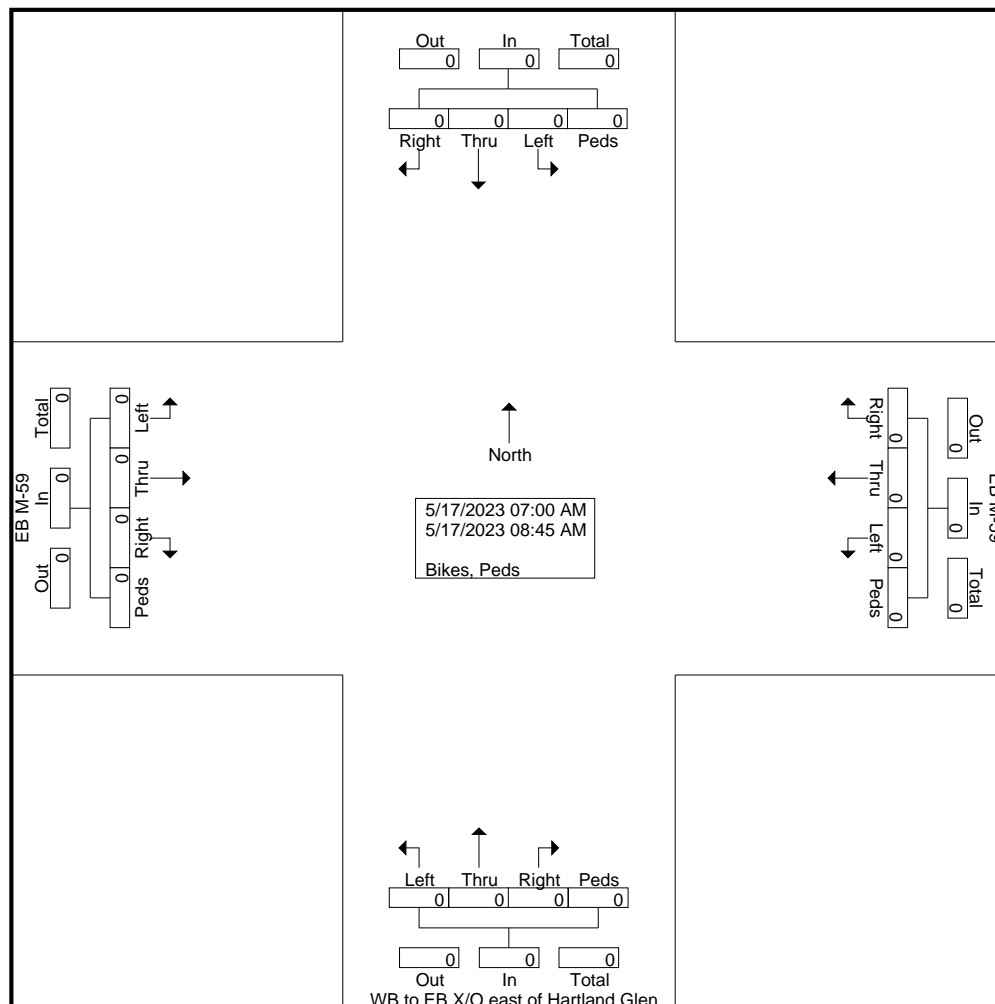 Out In Total
0 0 0
0 0 0 0
Right Thru Left Peds
EB M-59
Total In Out
0 0 0
0 0 0 0
Left Thru Right Peds
North
5/17/2023 07:00 AM
5/17/2023 08:45 AM
Bikes, Peds
Right Thru Left Peds
0 0 0 0
Out In Total
0 0 0
EB M-59
Left Thru Right Peds
0 0 0 0
0 0 0
Out In Total
WB to EB X/O east of Hartland Glen